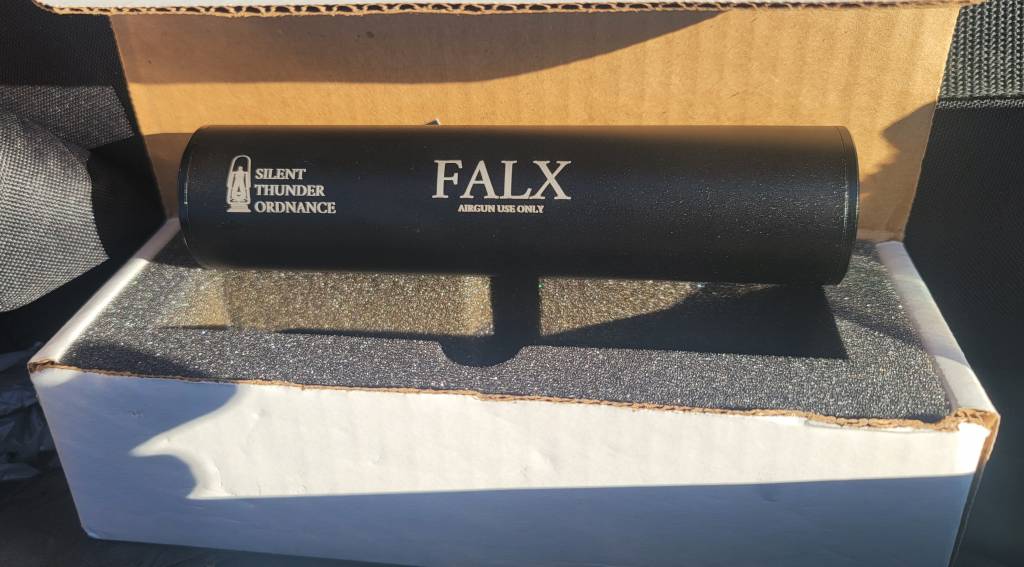 SILENT
THUNDER
ORDNANCE
FALX
AIRGUN USE ONLY